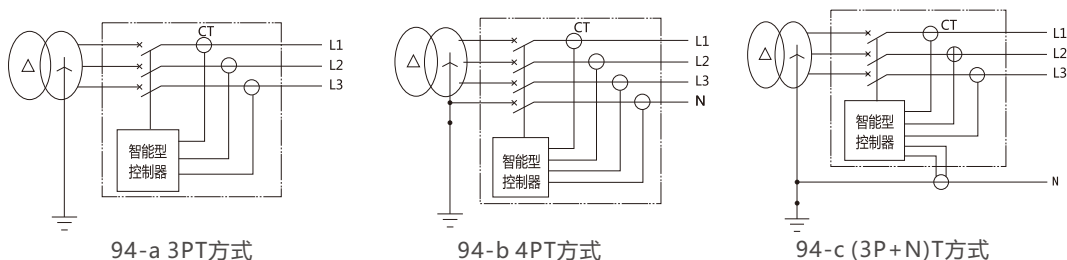 CT
L1
L2
L3
智能型
控制器
94-a 3PT方式
CT
L1
L2
L3
N
智能型
控制器
94-b 4PT方式
CT
L1
L2
L3
智能型
控制器
N
94-c (3P+N)T方式